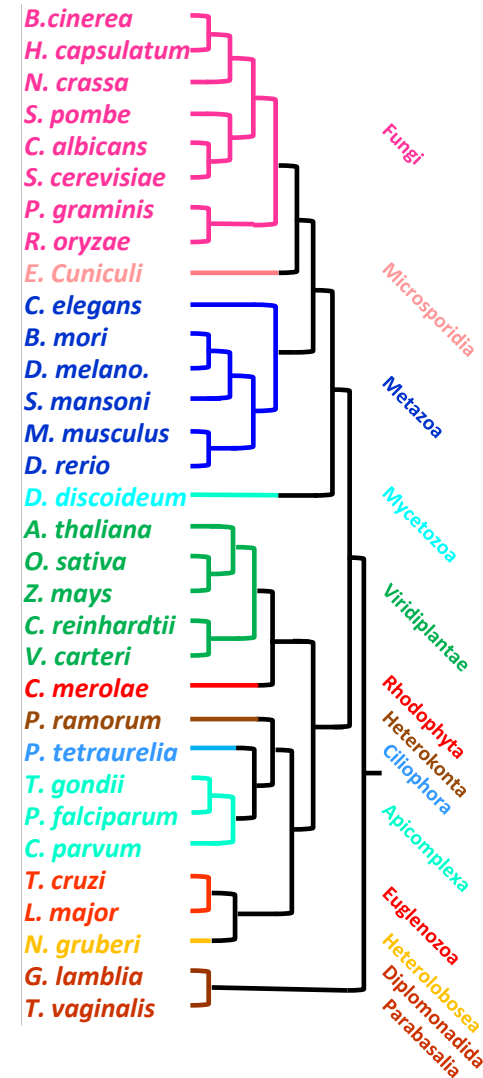 B.cinerea
H. capsulatum
N. crassa
S. pombe
C. albicans
S. cerevisiae
P. graminis
R. oryzae
E. Cuniculi
C. elegans
B. mori
D. melano.
S. mansoni
M. musculus
D. rerio
D. discoideum
A. thaliana
O. sativa
Z. mays
C. reinhardtii
V. carteri
C. merolae
P. ramorum
P. tetraurelia
T. gondii
P. falciparum
C. parvum
T. cruzi
L. major
N. gruberi
G. lamblia
T. vaginalis
Fungi
Microsporidia
Metazoa
Mycetozoa
Viridiplantae
Rhodophyta
Heterokonta
Ciliophora
Apicomplexa
Euglenozoa
Heterolobosea
Diplomonadida
Parabasalia